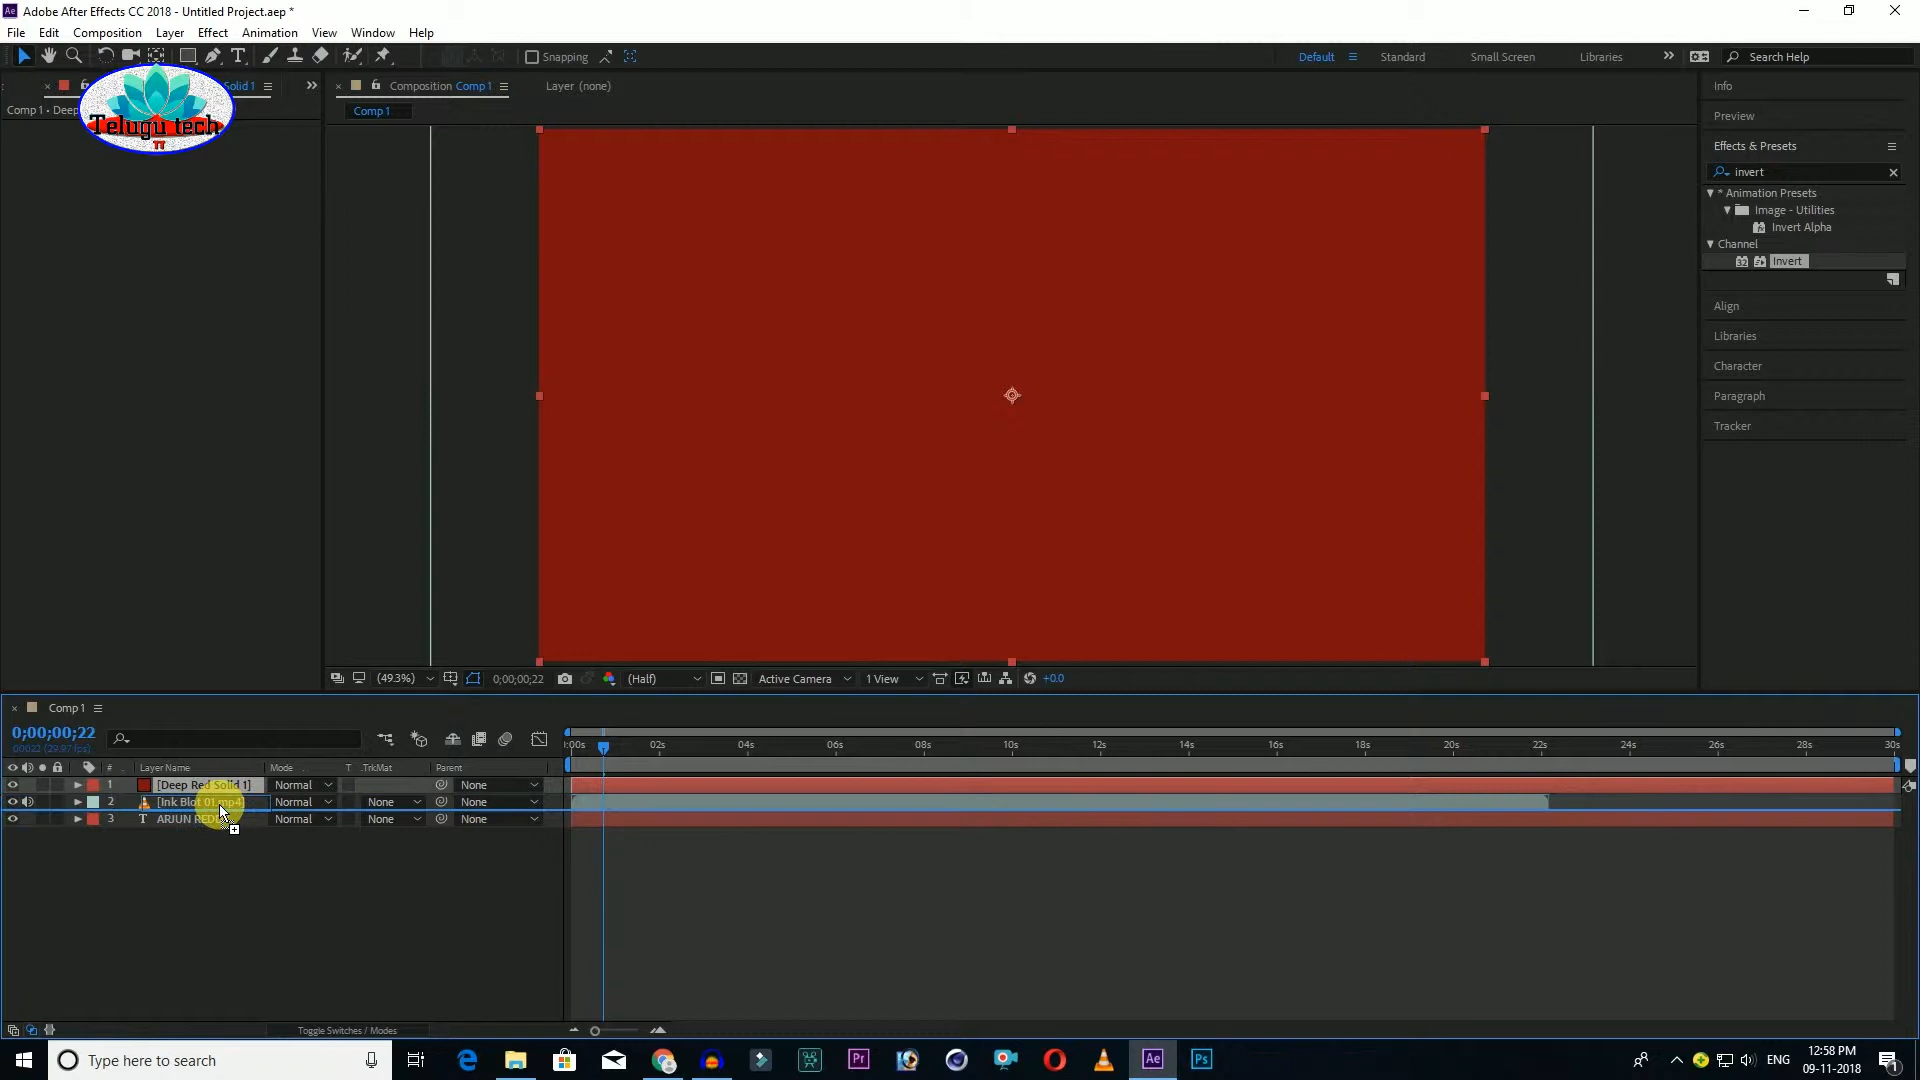 Adobe After Effects CC 2018 - Untitled Project.aep *
File Edit Composition Layer Effect Animation View Window Help
Snapping
Default Standard Small Screen Libraries Search Help
Solid 1
Composition Comp 1
Layer (none)
Comp 1 • Deep
Comp 1
Telugu tech
TT
Info
Preview
Effects & Presets
invert
* Animation Presets
Image - Utilities
Invert Alpha
Channel
32 Invert
Align
Libraries
Character
Paragraph
Tracker
(49.3%) 0;00;00;22 (Half) Active Camera 1 View +0.0
Comp 1
0;00;00;22
00022 (29.97 fps)
:00s 02s 04s 06s 08s 10s 12s 14s 16s 18s 20s 22s 24s 26s 28s 30s
# Layer Name Mode T .TrkMat Parent
1 [Deep Red Solid 1] Normal None
2 [Ink Blot 01.mp4] Normal None None
3 T ARJUN Normal None None
Toggle Switches / Modes
Type here to search
Pr Ae Ps
ENG
12:58 PM
09-11-2018
1